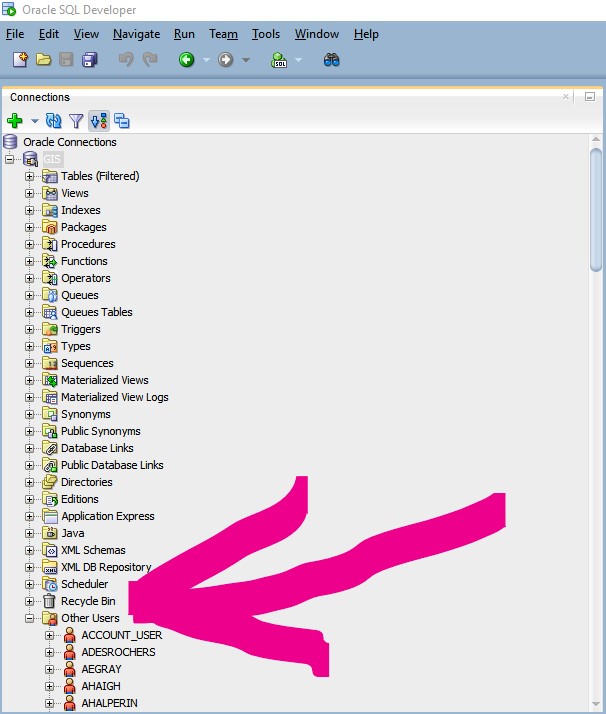 Oracle SQL Developer
File Edit View Navigate Run Team Tools Window Help
SQL
Connections
Oracle Connections
GIS
Tables (Filtered)
Views
Indexes
Packages
Procedures
Functions
Operators
Queues
Queues Tables
Triggers
Types
Sequences
Materialized Views
Materialized View Logs
Synonyms
Public Synonyms
Database Links
Public Database Links
Directories
Editions
Application Express
Java
XML Schemas
XML DB Repository
Scheduler
Recycle Bin
Other Users
ACCOUNT_USER
ADESROCHERS
AEGRAY
AHAIGH
AHALPERIN